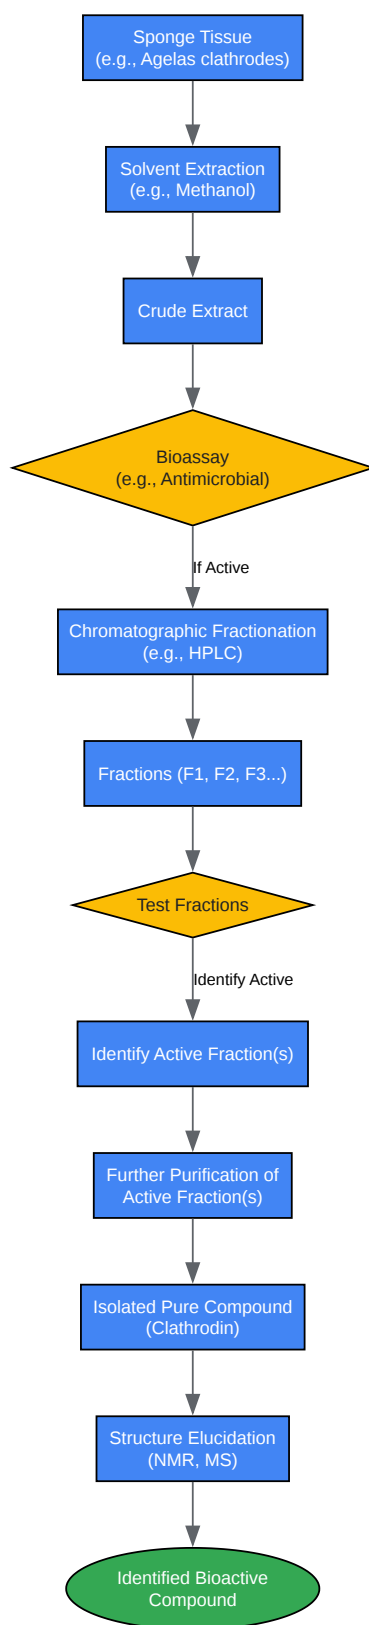 Sponge Tissue
(e.g., Agelas clathrodes)
Solvent Extraction
(e.g., Methanol)
Crude Extract
Bioassay
(e.g., Antimicrobial)
If Active
Chromatographic Fractionation
(e.g., HPLC)
Fractions (F1, F2, F3...)
Test Fractions
Identify Active
Identify Active Fraction(s)
Further Purification of
Active Fraction(s)
Isolated Pure Compound
(Clathrodin)
Structure Elucidation
(NMR, MS)
Identified Bioactive
Compound